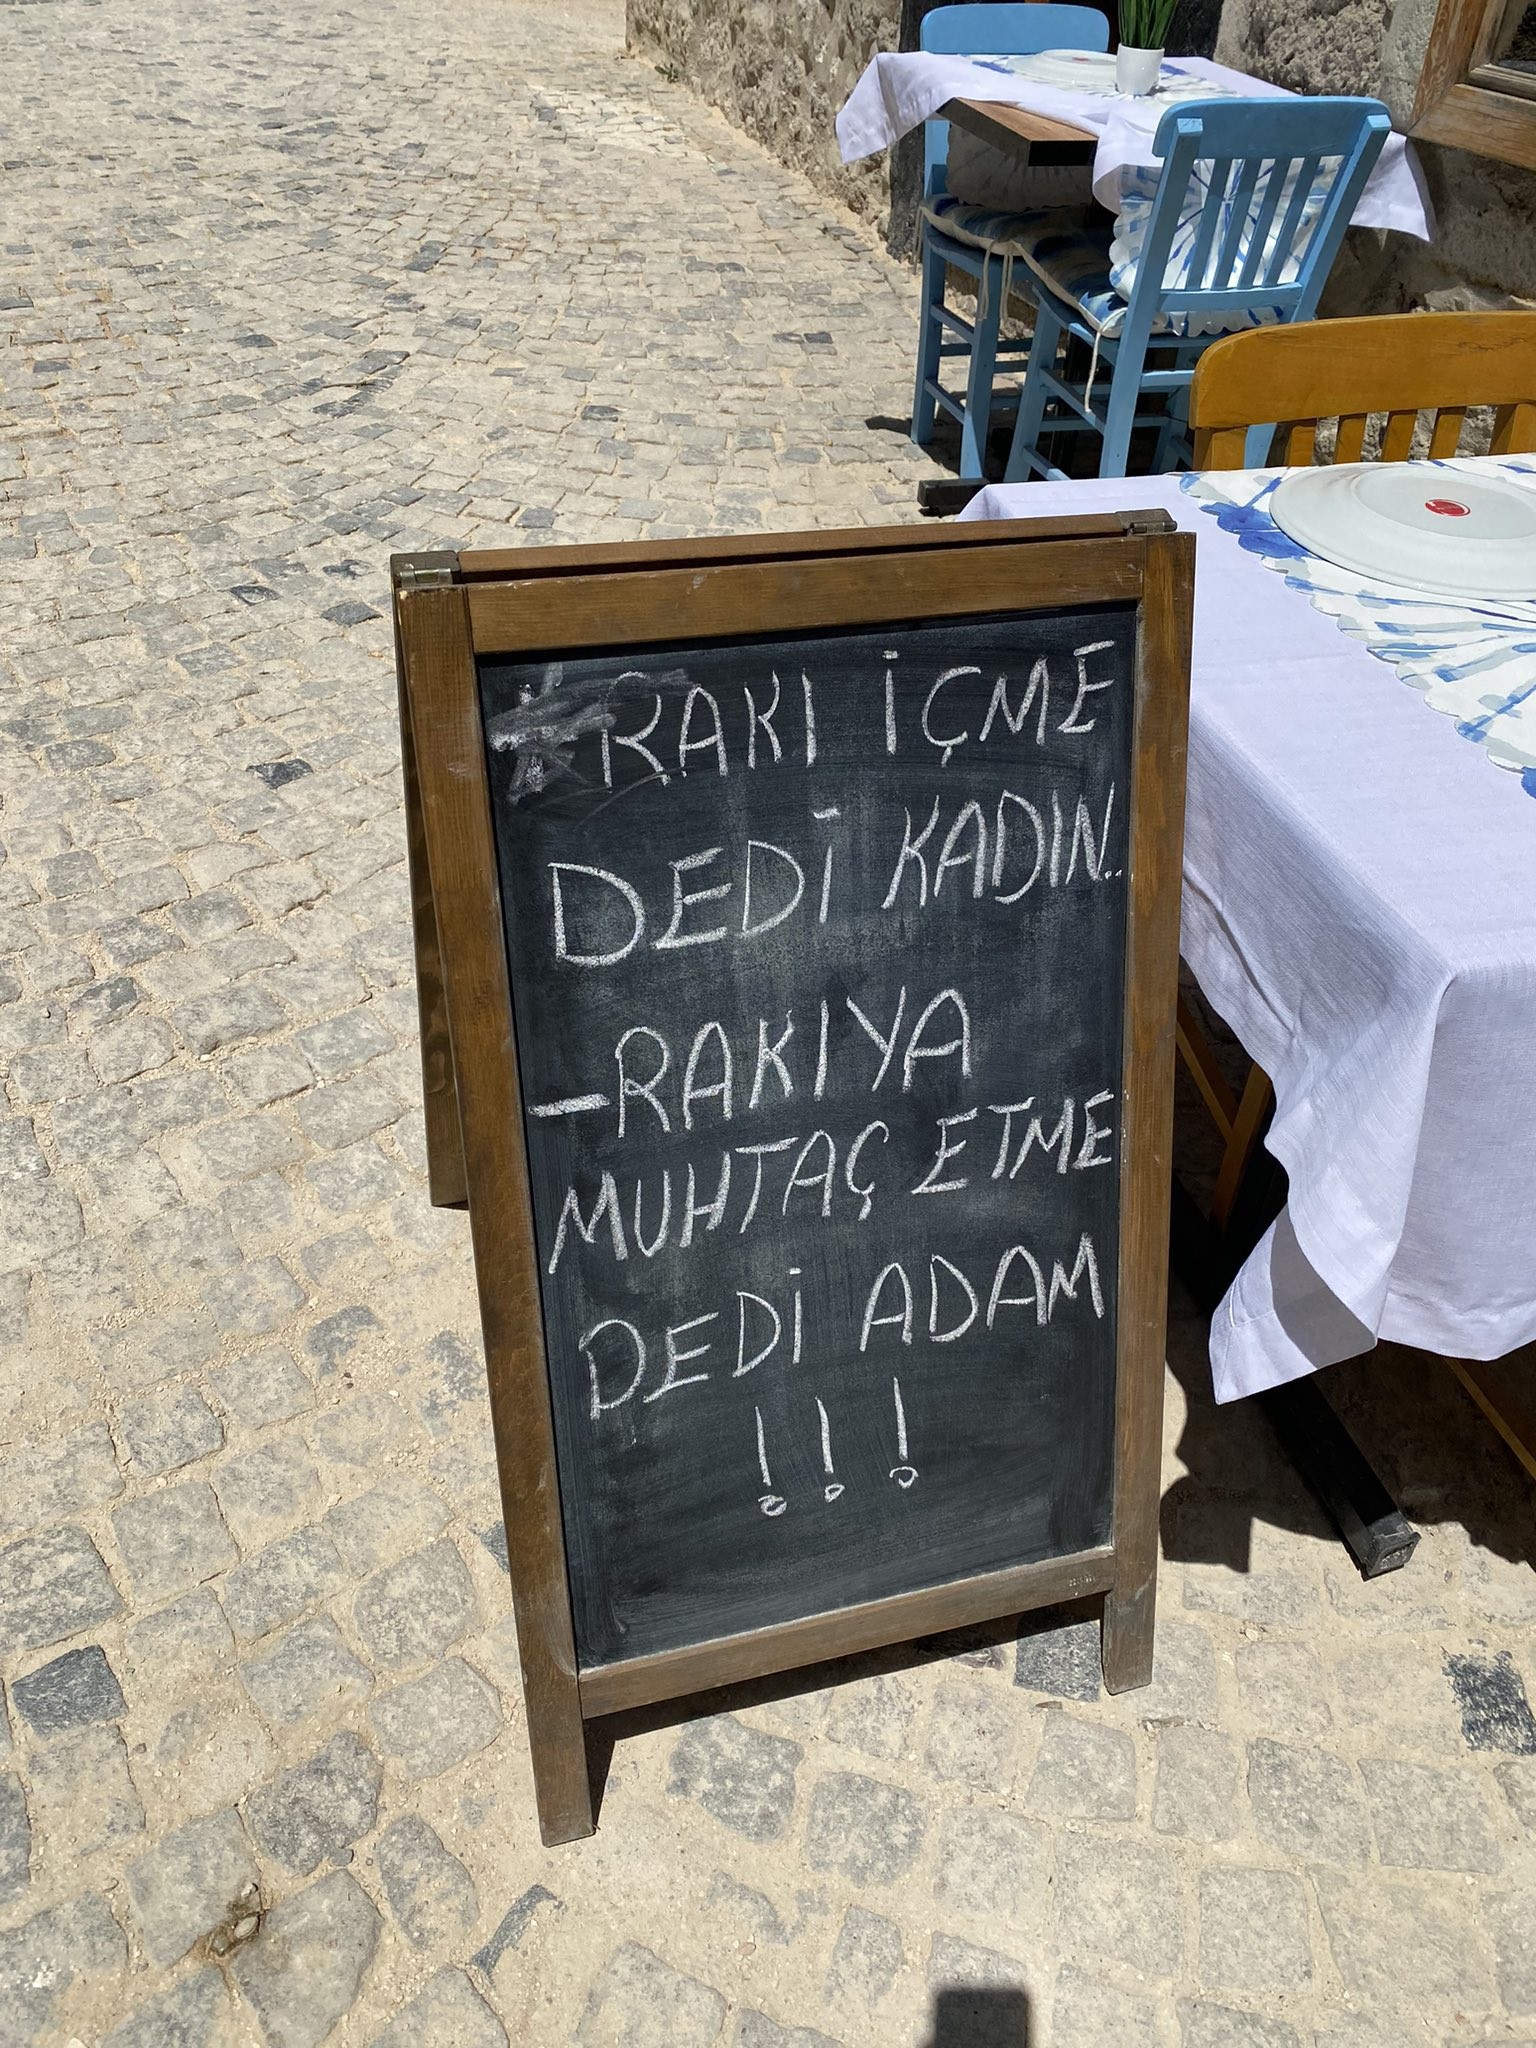 RAKI İÇME
DEDİ KADIN..
-RAKIYA
MUHTAÇ ETME
DEDİ ADAM
!!!